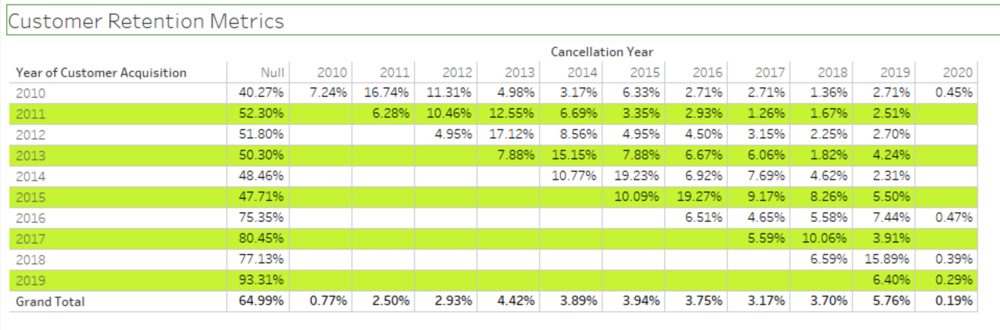 Customer Retention Metrics
Cancellation Year
Year of Customer Acquisition Null 2010 2011 2012 2013 2014 2015 2016 2017 2018 2019 2020
2010 40.27% 7.24% 16.74% 11.31% 4.98% 3.17% 6.33% 2.71% 2.71% 1.36% 2.71% 0.45%
2011 52.30% 6.28% 10.46% 12.55% 6.69% 3.35% 2.93% 1.26% 1.67% 2.51%
2012 51.80% 4.95% 17.12% 8.56% 4.95% 4.50% 3.15% 2.25% 2.70%
2013 50.30% 7.88% 15.15% 7.88% 6.67% 6.06% 1.82% 4.24%
2014 48.46% 10.77% 19.23% 6.92% 7.69% 4.62% 2.31%
2015 47.71% 10.09% 19.27% 9.17% 8.26% 5.50%
2016 75.35% 6.51% 4.65% 5.58% 7.44% 0.47%
2017 80.45% 5.59% 10.06% 3.91%
2018 77.13% 6.59% 15.89% 0.39%
2019 93.31% 6.40% 0.29%
Grand Total 64.99% 0.77% 2.50% 2.93% 4.42% 3.89% 3.94% 3.75% 3.17% 3.70% 5.76% 0.19%